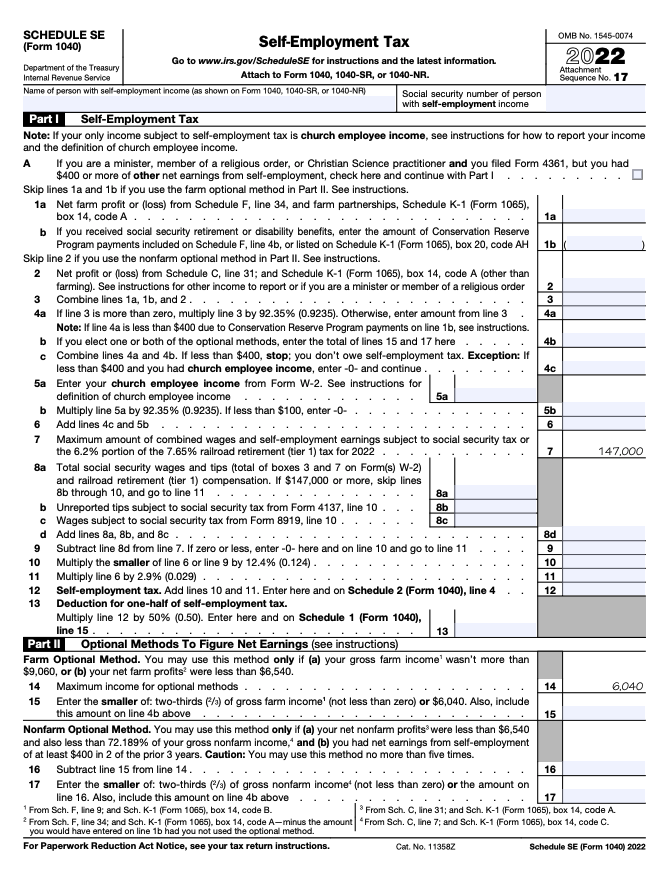 SCHEDULE SE
(Form 1040)
Department of the Treasury
Internal Revenue Service
Self-Employment Tax
Go to www.irs.gov/ScheduleSE for instructions and the latest information.
Attach to Form 1040, 1040-SR, or 1040-NR.
OMB No. 1545-0074
2022
Attachment
Sequence No. 17
Name of person with self-employment income (as shown on Form 1040, 1040-SR, or 1040-NR)
Social security number of person
with self-employment income
Part I Self-Employment Tax
Note: If your only income subject to self-employment tax is church employee income, see instructions for how to report your income
and the definition of church employee income.
A If you are a minister, member of a religious order, or Christian Science practitioner and you filed Form 4361, but you had
$400 or more of other net earnings from self-employment, check here and continue with Part I . . . . . . . . .
Skip lines 1a and 1b if you use the farm optional method in Part II. See instructions.
1a Net farm profit or (loss) from Schedule F, line 34, and farm partnerships, Schedule K-1 (Form 1065),
box 14, code A . . . . . . . . . . . . . . . . . . . . . . . . . . . 1a
b If you received social security retirement or disability benefits, enter the amount of Conservation Reserve
Program payments included on Schedule F, line 4b, or listed on Schedule K-1 (Form 1065), box 20, code AH 1b ( )
Skip line 2 if you use the nonfarm optional method in Part II. See instructions.
2 Net profit or (loss) from Schedule C, line 31; and Schedule K-1 (Form 1065), box 14, code A (other than
farming). See instructions for other income to report or if you are a minister or member of a religious order 2
3 Combine lines 1a, 1b, and 2 . . . . . . . . . . . . . . . . . . . . . . . 3
4a If line 3 is more than zero, multiply line 3 by 92.35% (0.9235). Otherwise, enter amount from line 3 . 4a
Note: If line 4a is less than $400 due to Conservation Reserve Program payments on line 1b, see instructions.
b If you elect one or both of the optional methods, enter the total of lines 15 and 17 here . . . . . 4b
c Combine lines 4a and 4b. If less than $400, stop; you don't owe self-employment tax. Exception: If
less than $400 and you had church employee income, enter -0- and continue . . . . . . . . 4c
5a Enter your church employee income from Form W-2. See instructions for
definition of church employee income . . . . . . . . . . . . . 5a
b Multiply line 5a by 92.35% (0.9235). If less than $100, enter -0- . . . . . . . . . . . . . . 5b
6 Add lines 4c and 5b . . . . . . . . . . . . . . . . . . . . . . . . . 6
7 Maximum amount of combined wages and self-employment earnings subject to social security tax or
the 6.2% portion of the 7.65% railroad retirement (tier 1) tax for 2022 . . . . . . . . . . . . 7 147,000
8a Total social security wages and tips (total of boxes 3 and 7 on Form(s) W-2)
and railroad retirement (tier 1) compensation. If $147,000 or more, skip lines
8b through 10, and go to line 11 . . . . . . . . . . . . . . 8a
b Unreported tips subject to social security tax from Form 4137, line 10 . . . 8b
c Wages subject to social security tax from Form 8919, line 10 . . . . . . 8c
d Add lines 8a, 8b, and 8c . . . . . . . . . . . . . . . . . . . . . . . . 8d
9 Subtract line 8d from line 7. If zero or less, enter -0- here and on line 10 and go to line 11 . . . . 9
10 Multiply the smaller of line 6 or line 9 by 12.4% (0.124) . . . . . . . . . . . . . . . . 10
11 Multiply line 6 by 2.9% (0.029) . . . . . . . . . . . . . . . . . . . . . . 11
12 Self-employment tax. Add lines 10 and 11. Enter here and on Schedule 2 (Form 1040), line 4 . . 12
13 Deduction for one-half of self-employment tax.
Multiply line 12 by 50% (0.50). Enter here and on Schedule 1 (Form 1040),
line 15 . . . . . . . . . . . . . . . . . . . . . . . 13
Part II Optional Methods To Figure Net Earnings (see instructions)
Farm Optional Method. You may use this method only if (a) your gross farm income¹ wasn't more than
$9,060, or (b) your net farm profits² were less than $6,540.
14 Maximum income for optional methods . . . . . . . . . . . . . . . . . . . . 14 6,040
15 Enter the smaller of: two-thirds (2/3) of gross farm income¹ (not less than zero) or $6,040. Also, include
this amount on line 4b above . . . . . . . . . . . . . . . . . . . . . . 15
Nonfarm Optional Method. You may use this method only if (a) your net nonfarm profits³ were less than $6,540
and also less than 72.189% of your gross nonfarm income,⁴ and (b) you had net earnings from self-employment
of at least $400 in 2 of the prior 3 years. Caution: You may use this method no more than five times.
16 Subtract line 15 from line 14 . . . . . . . . . . . . . . . . . . . . . . . 16
17 Enter the smaller of: two-thirds (2/3) of gross nonfarm income⁴ (not less than zero) or the amount on
line 16. Also, include this amount on line 4b above . . . . . . . . . . . . . . . . 17
¹ From Sch. F, line 9; and Sch. K-1 (Form 1065), box 14, code B.
² From Sch. F, line 34; and Sch. K-1 (Form 1065), box 14, code A—minus the amount
you would have entered on line 1b had you not used the optional method.
³ From Sch. C, line 31; and Sch. K-1 (Form 1065), box 14, code A.
⁴ From Sch. C, line 7; and Sch. K-1 (Form 1065), box 14, code C.
For Paperwork Reduction Act Notice, see your tax return instructions. Cat. No. 11358Z Schedule SE (Form 1040) 2022